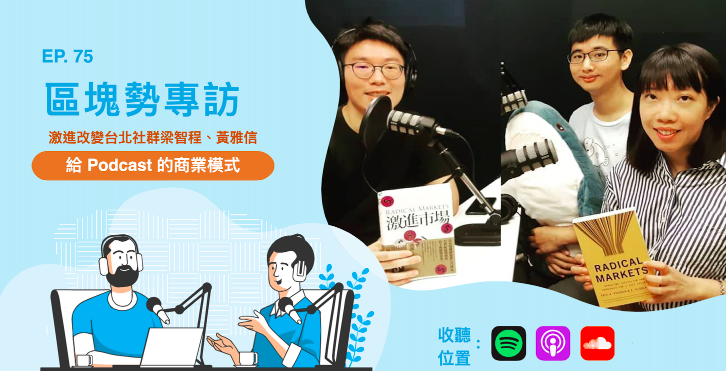 EP. 75
區塊勢專訪
激進改變台北社群梁智程、黃雅信
給 Podcast 的商業模式
RADICAL MARKETS
激進市場
RADICAL
MARKETS
收聽
位置：